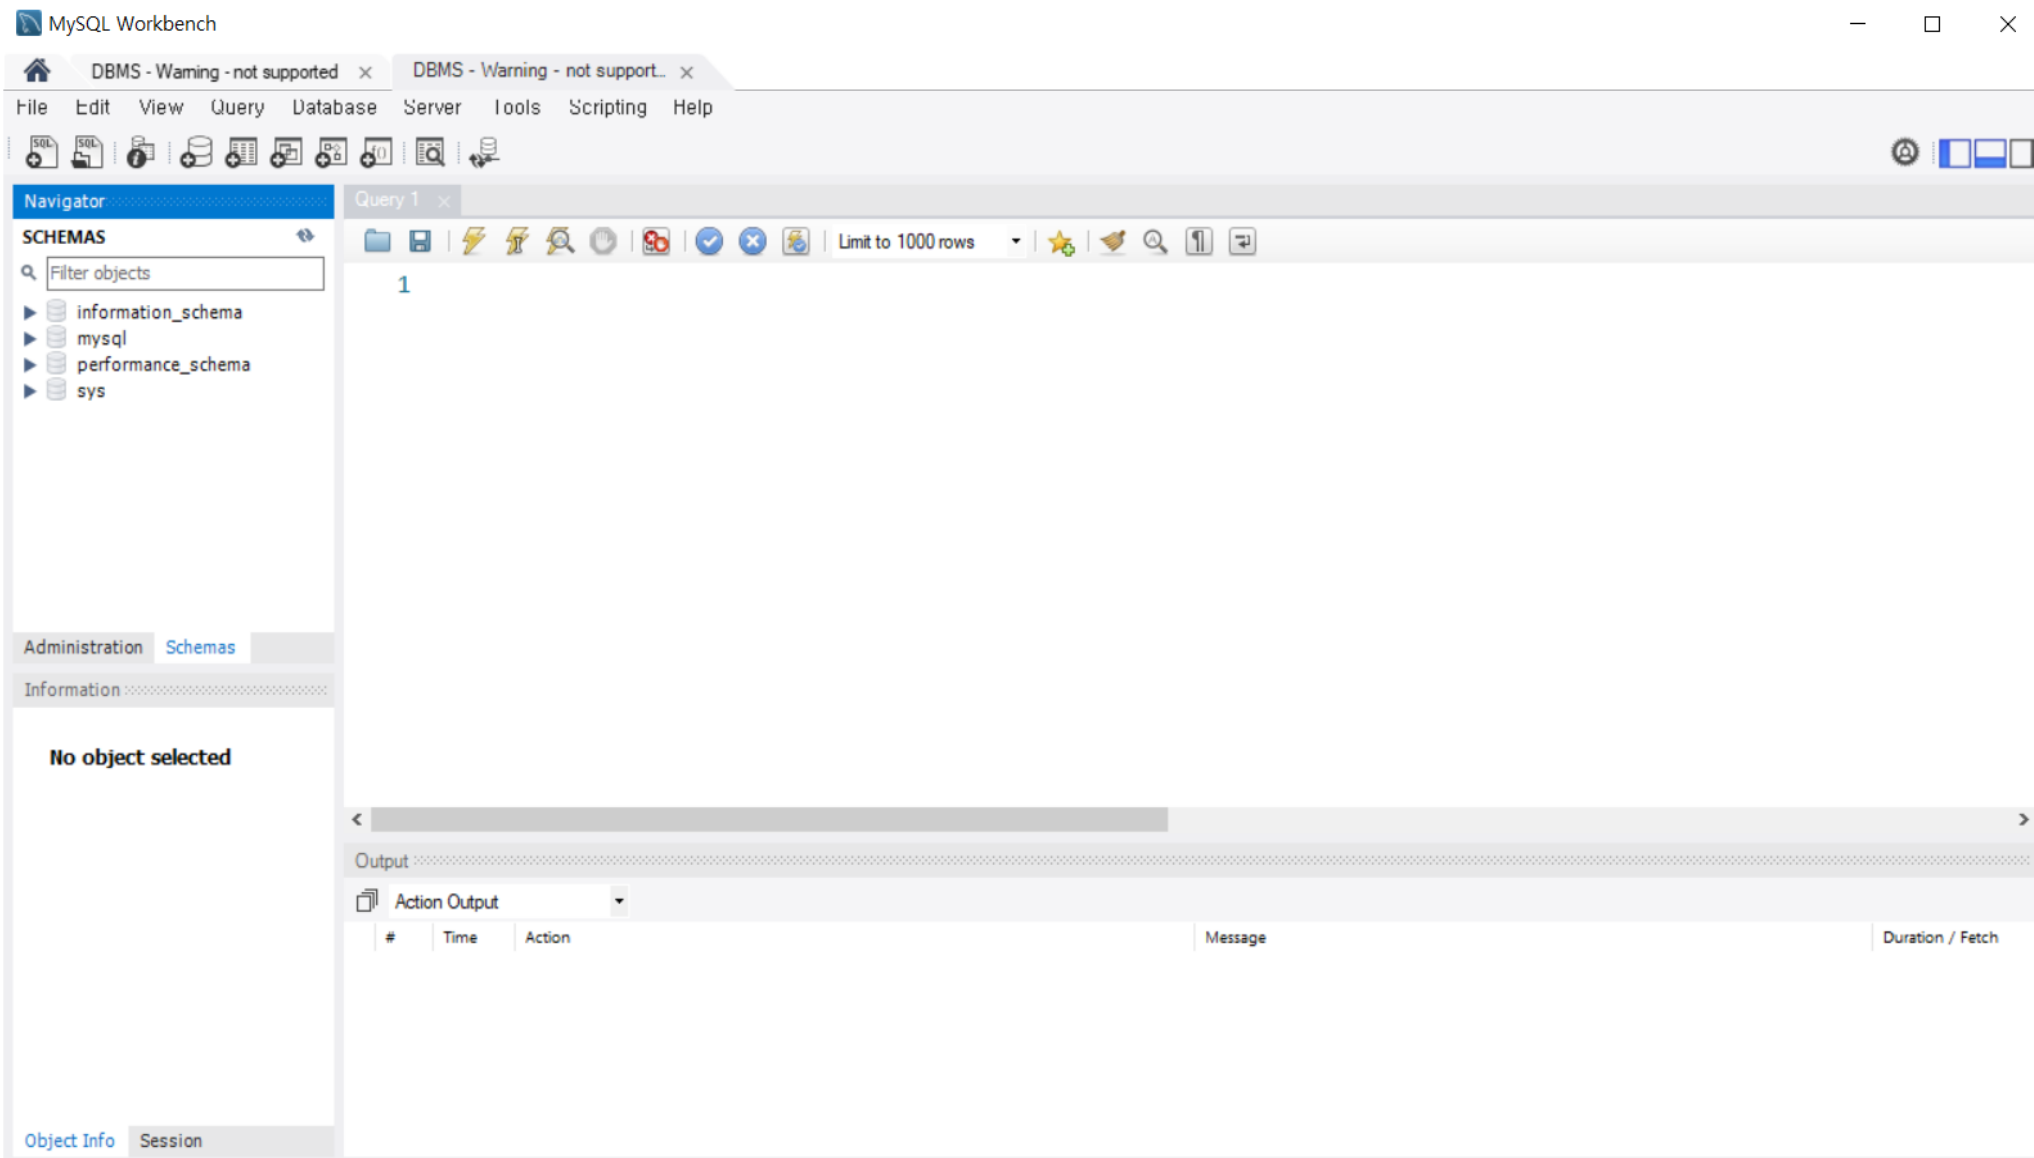 MySQL Workbench
DBMS - Warning - not supported
DBMS - Warning - not support...
File Edit View Query Database Server Tools Scripting Help
Navigator
Query 1
SCHEMAS
Limit to 1000 rows
Filter objects
1
information_schema
mysql
performance_schema
sys
Administration Schemas
Information
No object selected
Output
Action Output
# Time Action Message Duration / Fetch
Object Info Session